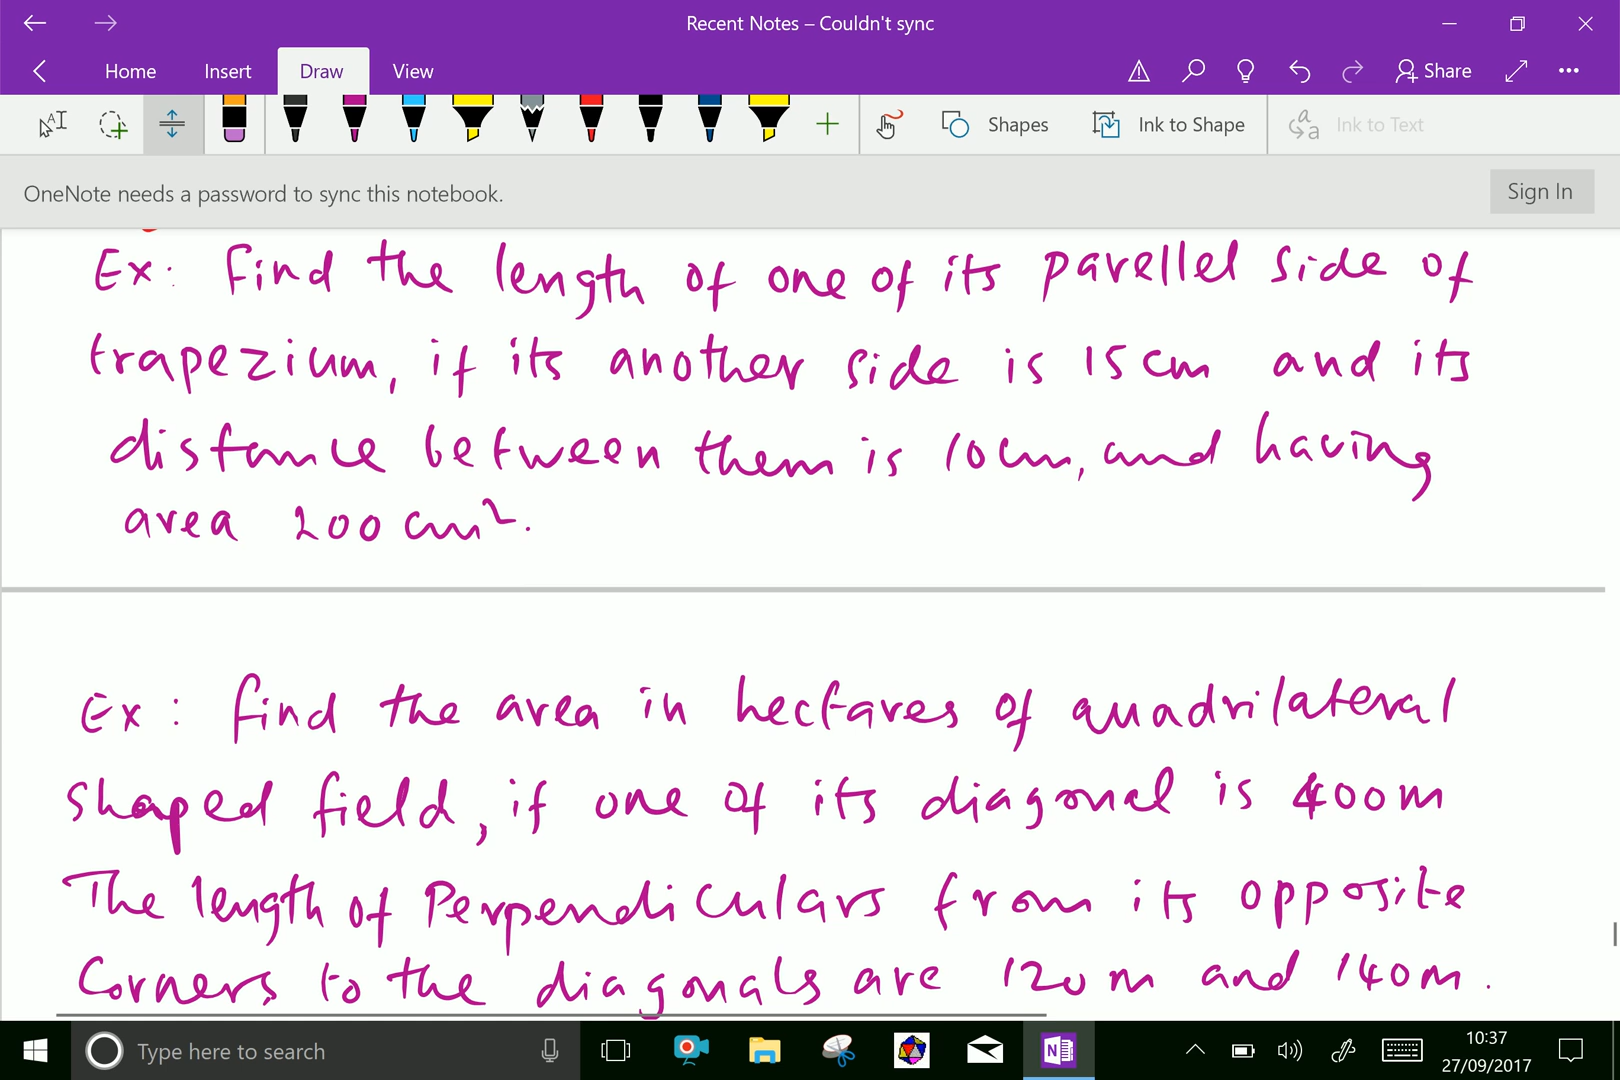 Recent Notes – Couldn't sync
Home Insert Draw View Share
Shapes Ink to Shape Ink to Text
OneNote needs a password to sync this notebook. Sign In
Ex: Find the length of one of its parellel side of
trapezium, if its another side is 15cm and its
distance between them is 10cm, and having
area 200cm².
Ex: Find the area in hectares of quadrilateral
shaped field, if one of its diagonal is 400m
The length of Perpendiculars from its opposite
Corners to the diagonals are 120m and 140m.
Type here to search
10:37
27/09/2017